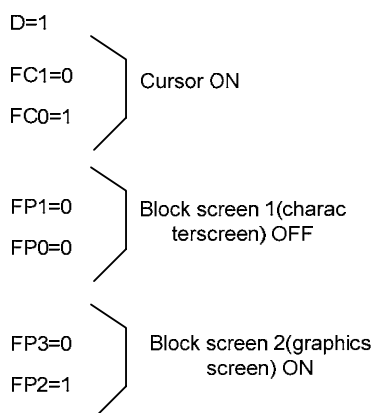 D=1
FC1=0
FC0=1
Cursor ON
FP1=0
FP0=0
Block screen 1(charac
terscreen) OFF
FP3=0
FP2=1
Block screen 2(graphics
screen) ON